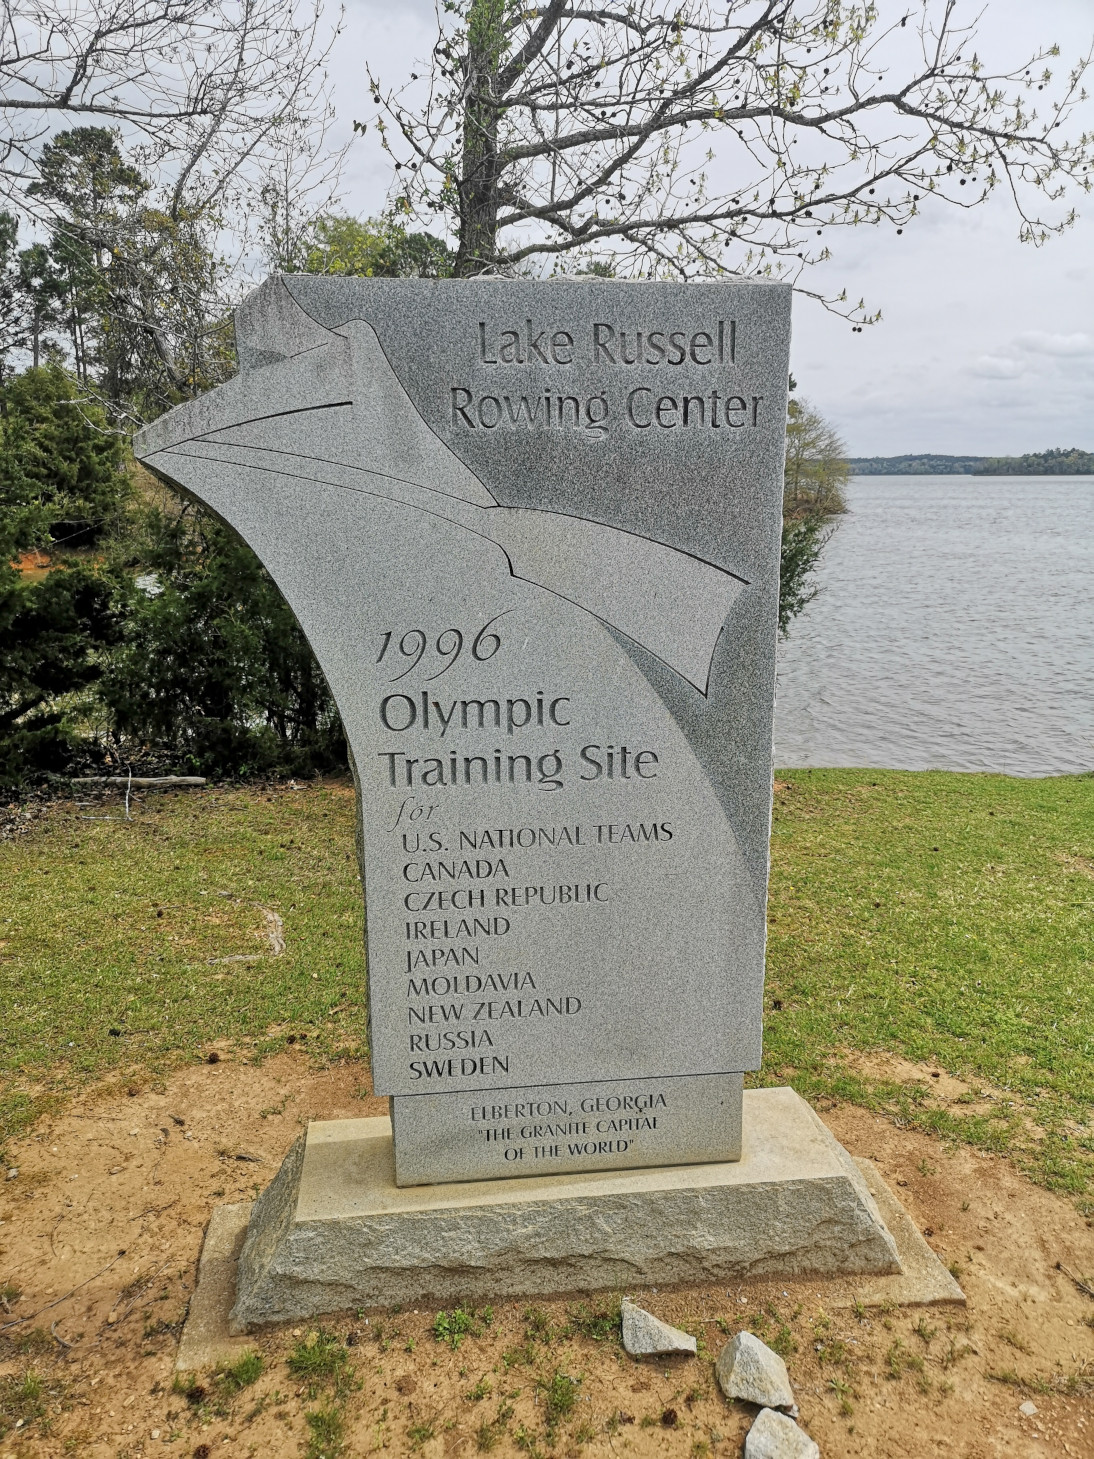 Lake Russell
Rowing Center
1996
Olympic
Training Site
for
U.S. NATIONAL TEAMS
CANADA
CZECH REPUBLIC
IRELAND
JAPAN
MOLDAVIA
NEW ZEALAND
RUSSIA
SWEDEN
ELBERTON, GEORGIA
"THE GRANITE CAPITAL
OF THE WORLD"